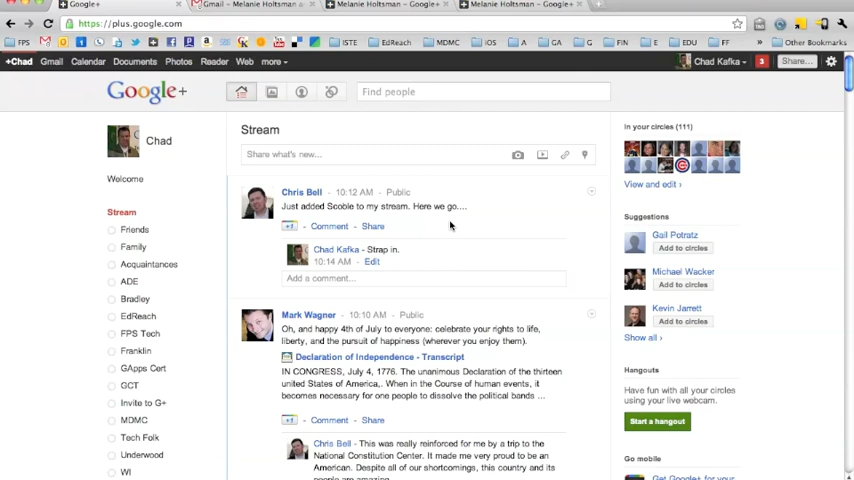 Google+
Gmail - Melanie Holtsman a
Melanie Holtsman - Google+
Melanie Holtsman - Google+
https://plus.google.com
FPS
ISTE
EdReach
MDMC
iOS
A
GA
G
FIN
E
EDU
FF
»
Other Bookmarks
+Chad Gmail Calendar Documents Photos Reader Web more
Chad Kafka
3
Share...
Google+
Find people
Chad
Welcome
Stream
Friends
Family
Acquaintances
ADE
Bradley
EdReach
FPS Tech
Franklin
GApps Cert
GCT
Invite to G+
MDMC
Tech Folk
Underwood
WI
Stream
Share what's new...
Chris Bell - 10:12 AM - Public
Just added Scoble to my stream. Here we go....
+1 - Comment - Share
Chad Kafka - Strap in.
10:14 AM - Edit
Add a comment...
Mark Wagner - 10:10 AM - Public
Oh, and happy 4th of July to everyone: celebrate your rights to life,
liberty, and the pursuit of happiness (wherever you enjoy them).
Declaration of Independence - Transcript
IN CONGRESS, July 4, 1776. The unanimous Declaration of the thirteen
united States of America,. When in the Course of human events, it
becomes necessary for one people to dissolve the political bands ...
+1 - Comment - Share
Chris Bell - This was really reinforced for me by a trip to the
National Constitution Center. It made me very proud to be an
American. Despite all of our shortcomings, this country and its
people are amazing.
In your circles (111)
View and edit ›
Suggestions
Gail Potratz
Add to circles
Michael Wacker
Add to circles
Kevin Jarrett
Add to circles
Show all ›
Hangouts
Have fun with all your circles
using your live webcam.
Start a hangout
Go mobile
Get Google+ for your